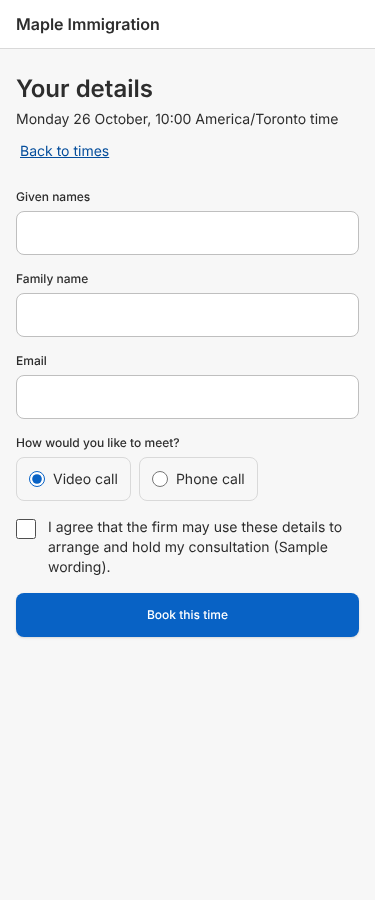 Maple Immigration
Your details
Monday 26 October, 10:00 America/Toronto time
Back to times
Given names
Family name
Email
How would you like to meet?
Video call
Phone call
I agree that the firm may use these details to
arrange and hold my consultation (Sample
wording).
Book this time